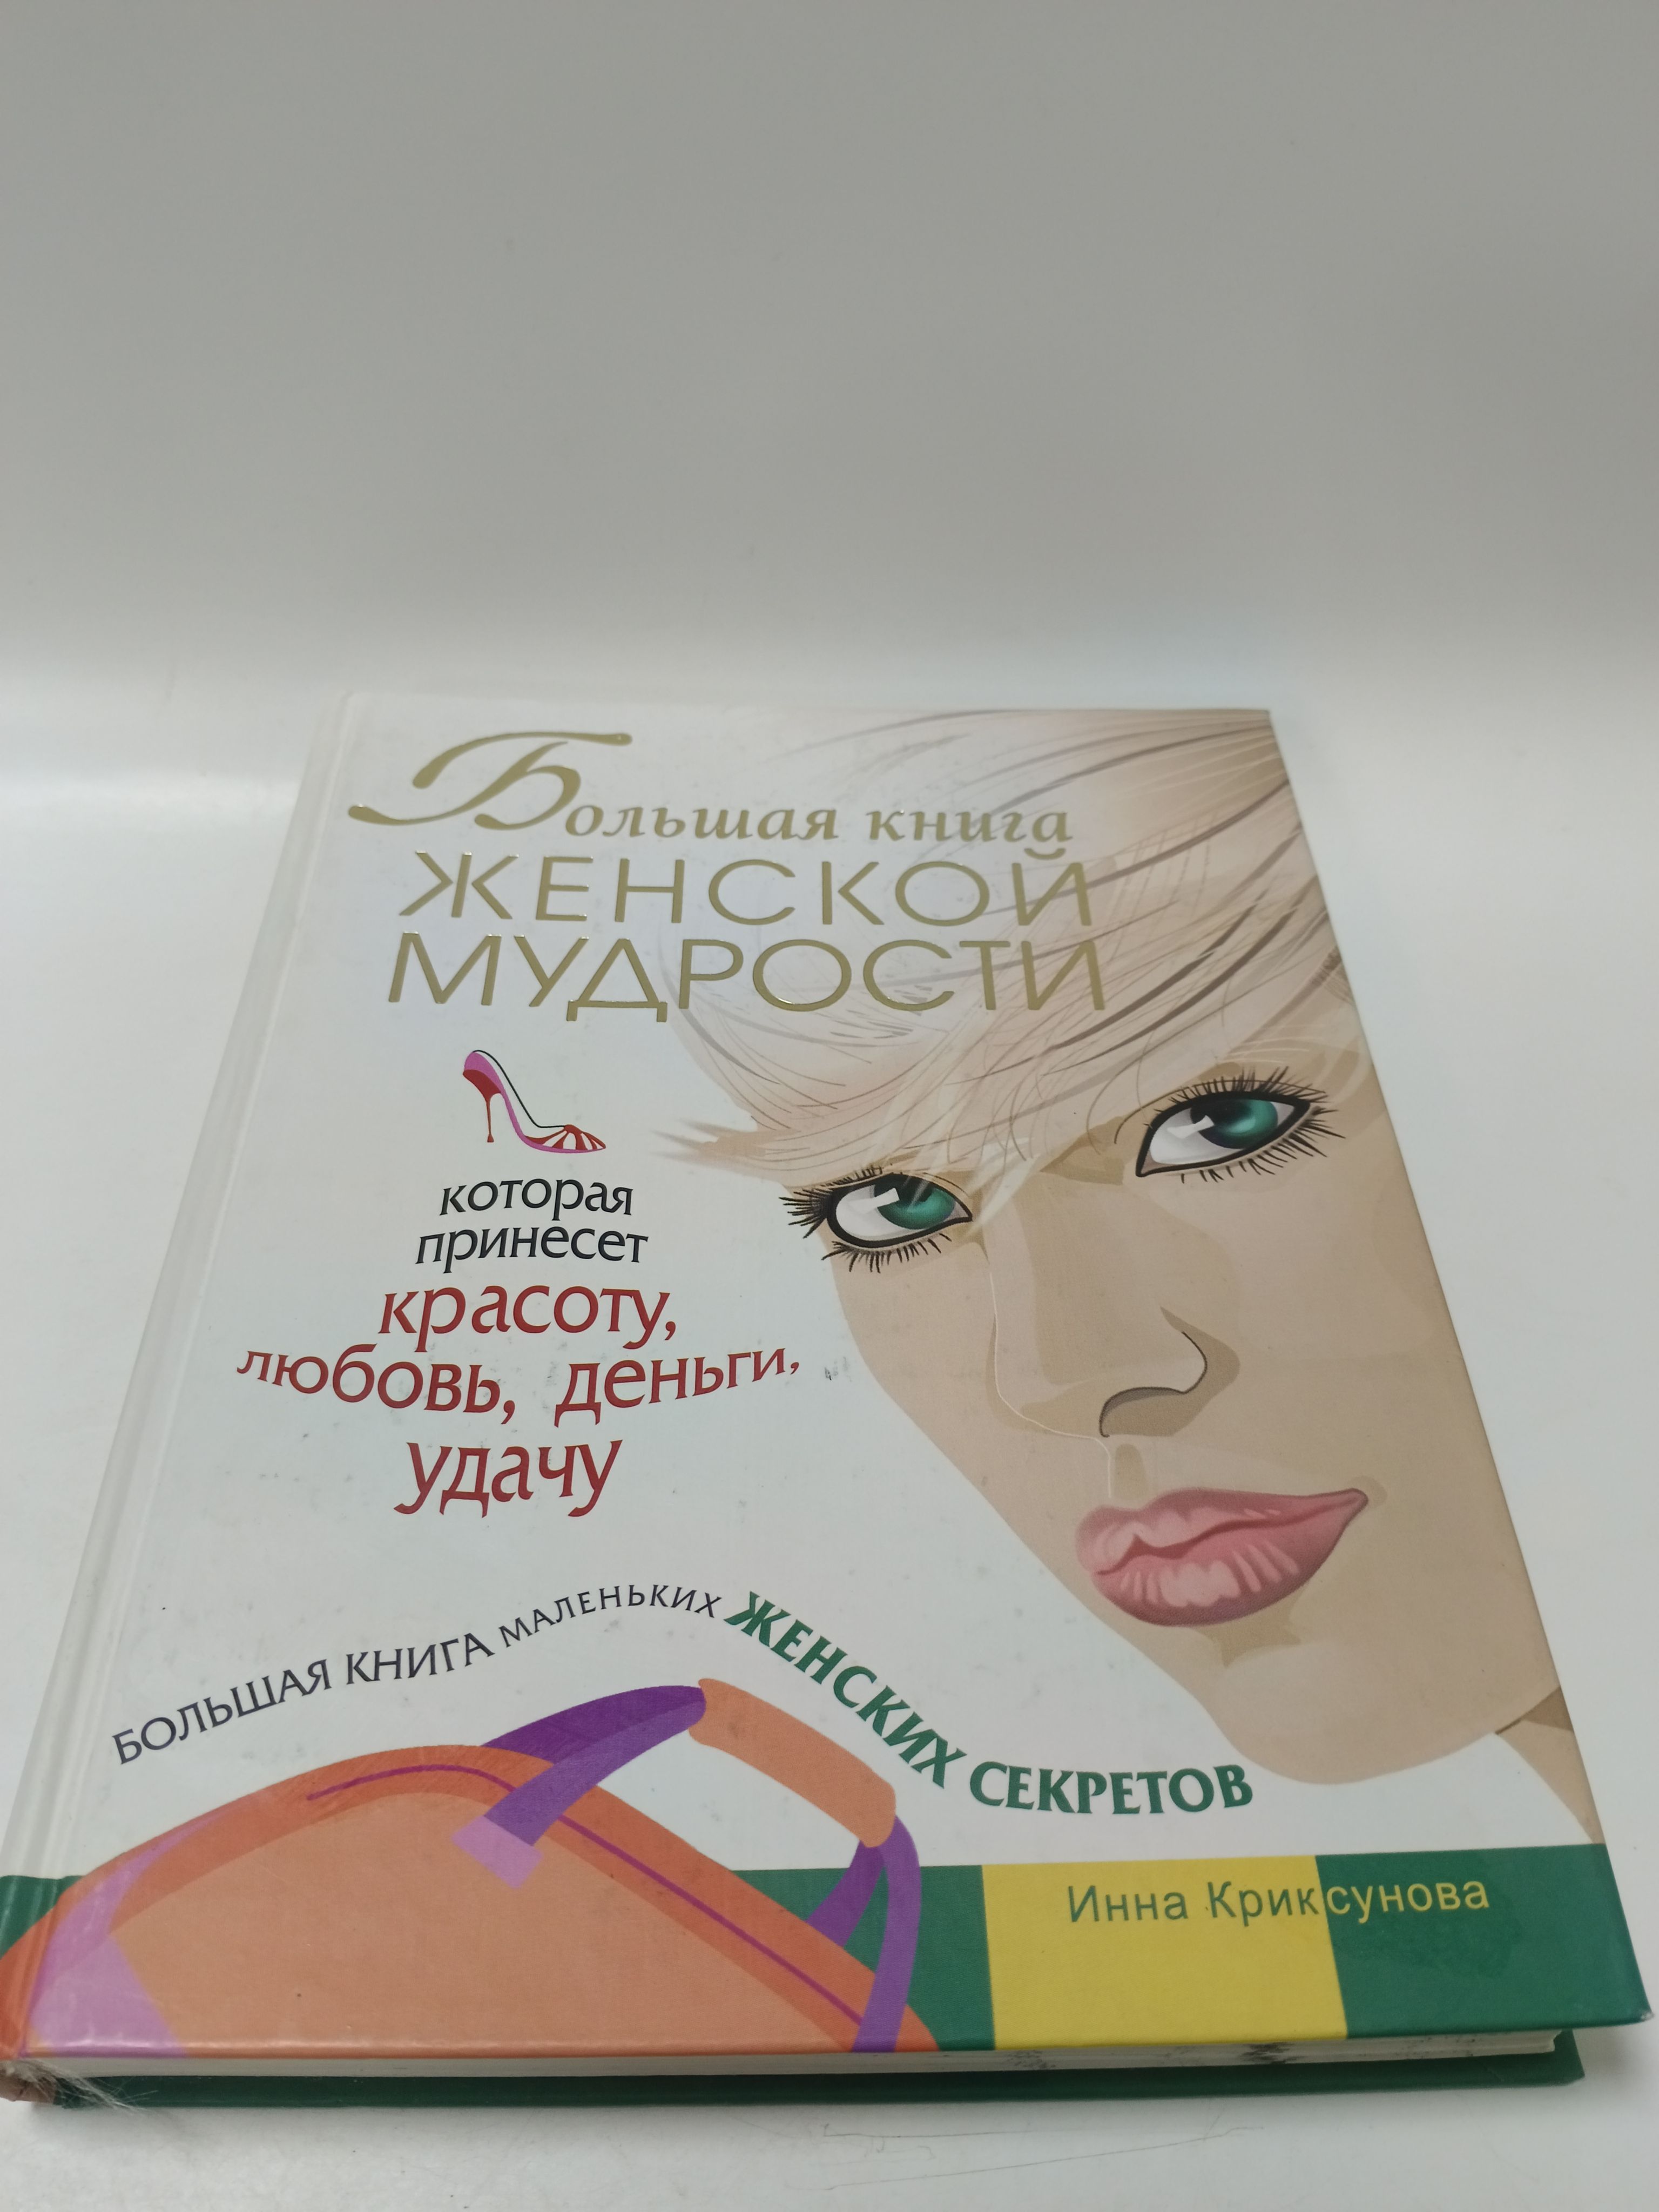 Большая книга
ЖЕНСКОЙ
МУДРОСТИ
которая
принесет
красоту,
любовь, деньги,
удачу
БОЛЬШАЯ КНИГА МАЛЕНЬКИХ ЖЕНСКИХ СЕКРЕТОВ
Инна Криксунова